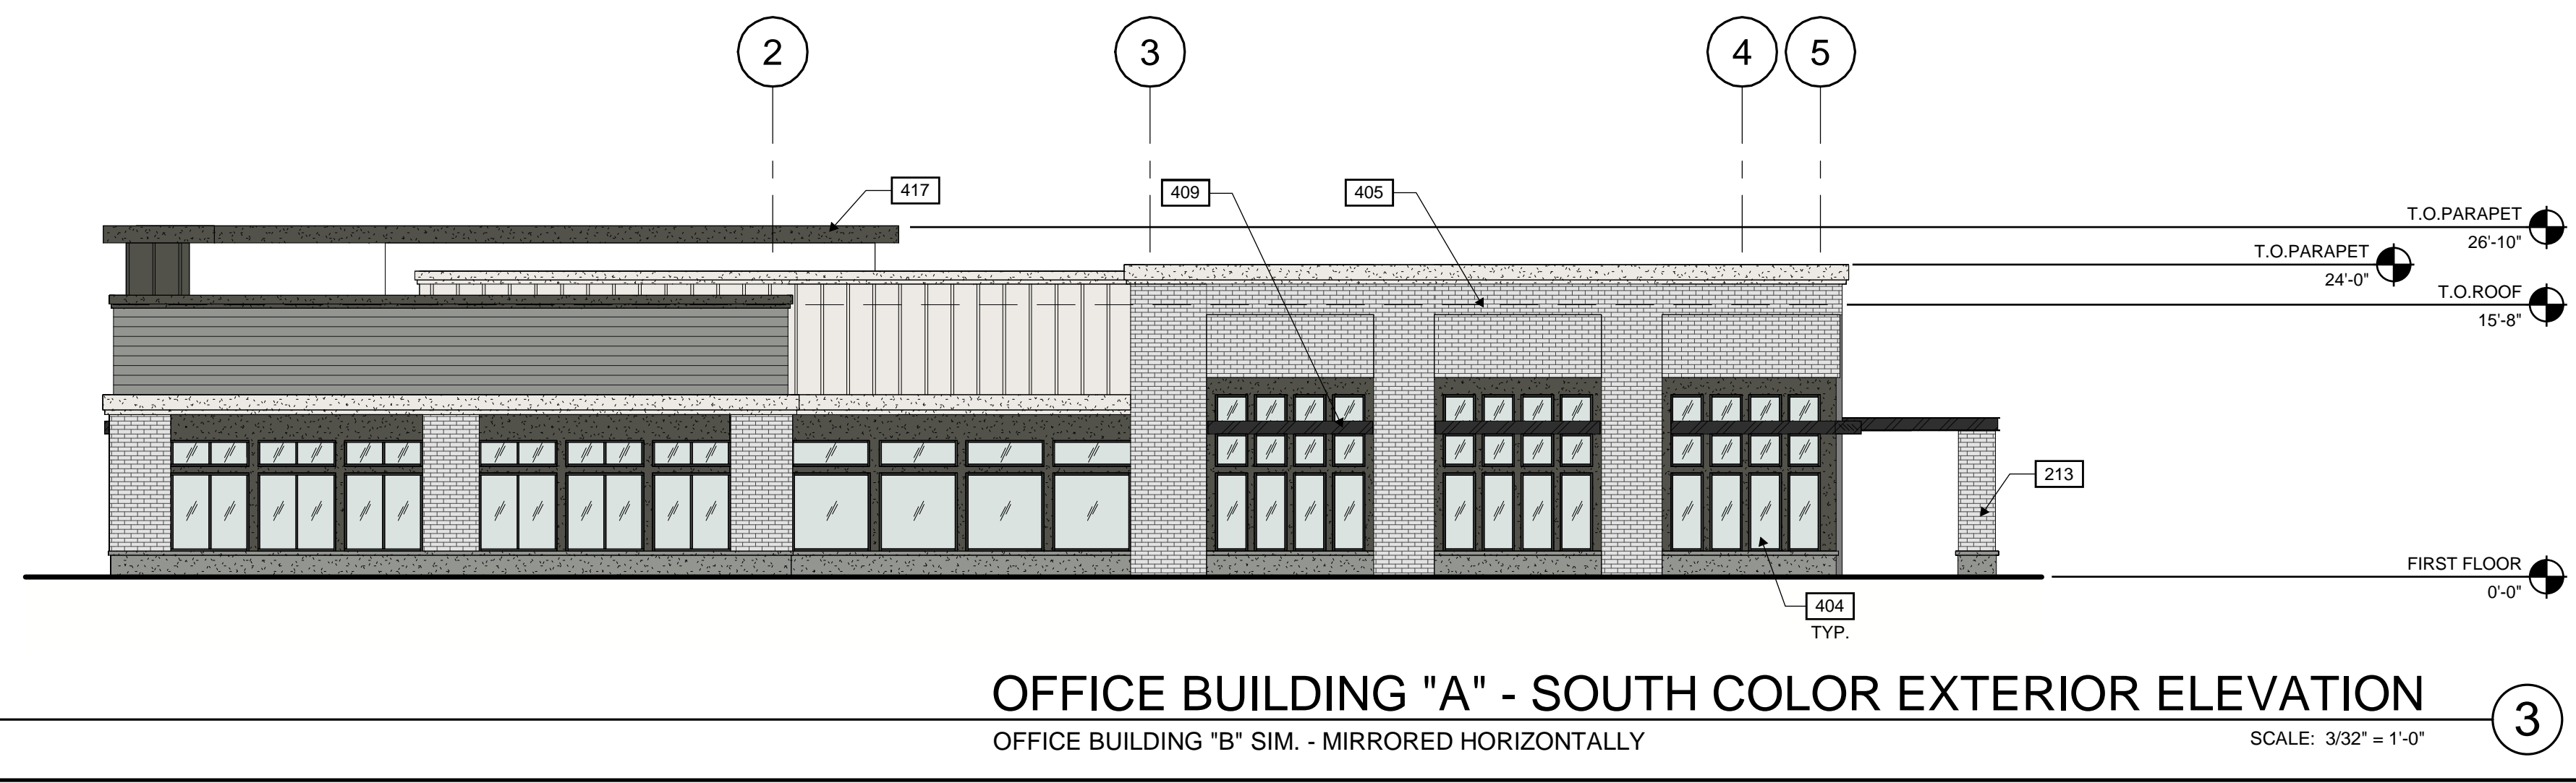 2
3
4
5
417
409
405
T.O.PARAPET
26'-10"
T.O.PARAPET
24'-0"
T.O.ROOF
15'-8"
213
FIRST FLOOR
0'-0"
404
TYP.
OFFICE BUILDING "A" - SOUTH COLOR EXTERIOR ELEVATION
3
OFFICE BUILDING "B" SIM. - MIRRORED HORIZONTALLY
SCALE: 3/32" = 1'-0"